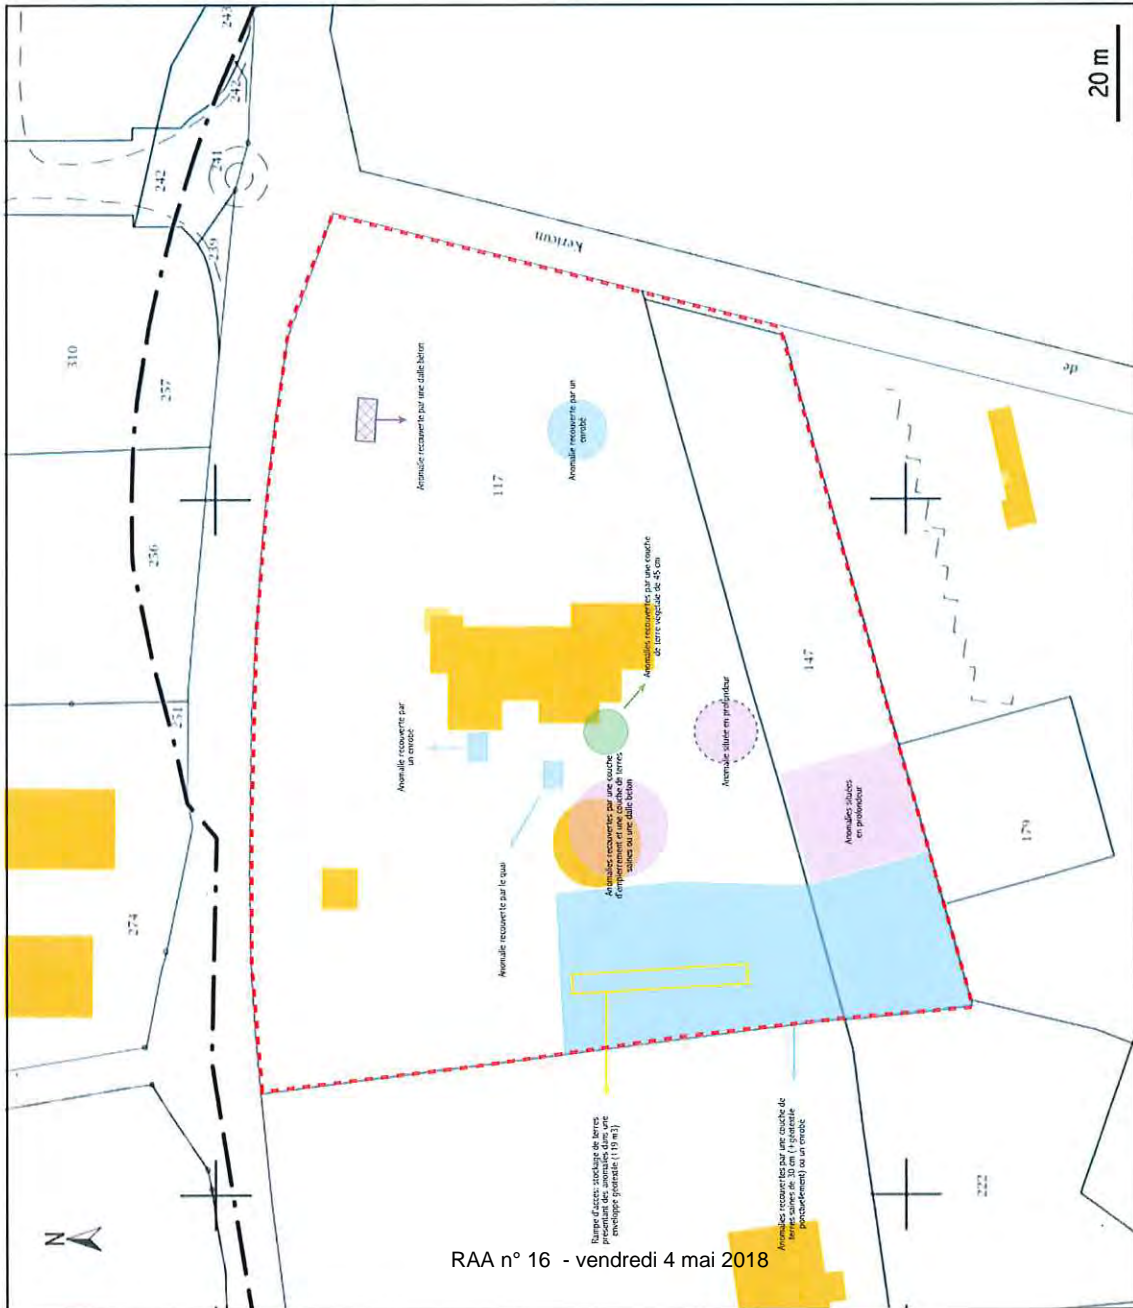 243
242
241
242
239
310
257
256
251
274
20 m
Kericun
de
Anomalie recouverte par une dalle béton
Anomalie recouverte par un
enrobé
117
Anomalies recouvertes par une couche
de terre végétale de 45 cm
Anomalie recouverte par
un enrobé
147
Anomalie située en profondeur
Anomalies recouvertes par une couche
d'empierrement et une couche de terres
saines ou une dalle béton
Anomalies situées
en profondeur
Anomalie recouverte par le quai
179
Rampe d'accès: stockage de terres
présentant des anomalies dans une
enveloppe géotextile (119 m3)
Anomalies recouvertes par une couche de
terres saines de 30 cm (+ géotextile
ponctuellement) ou un enrobé
222
N
RAA n° 16 - vendredi 4 mai 2018